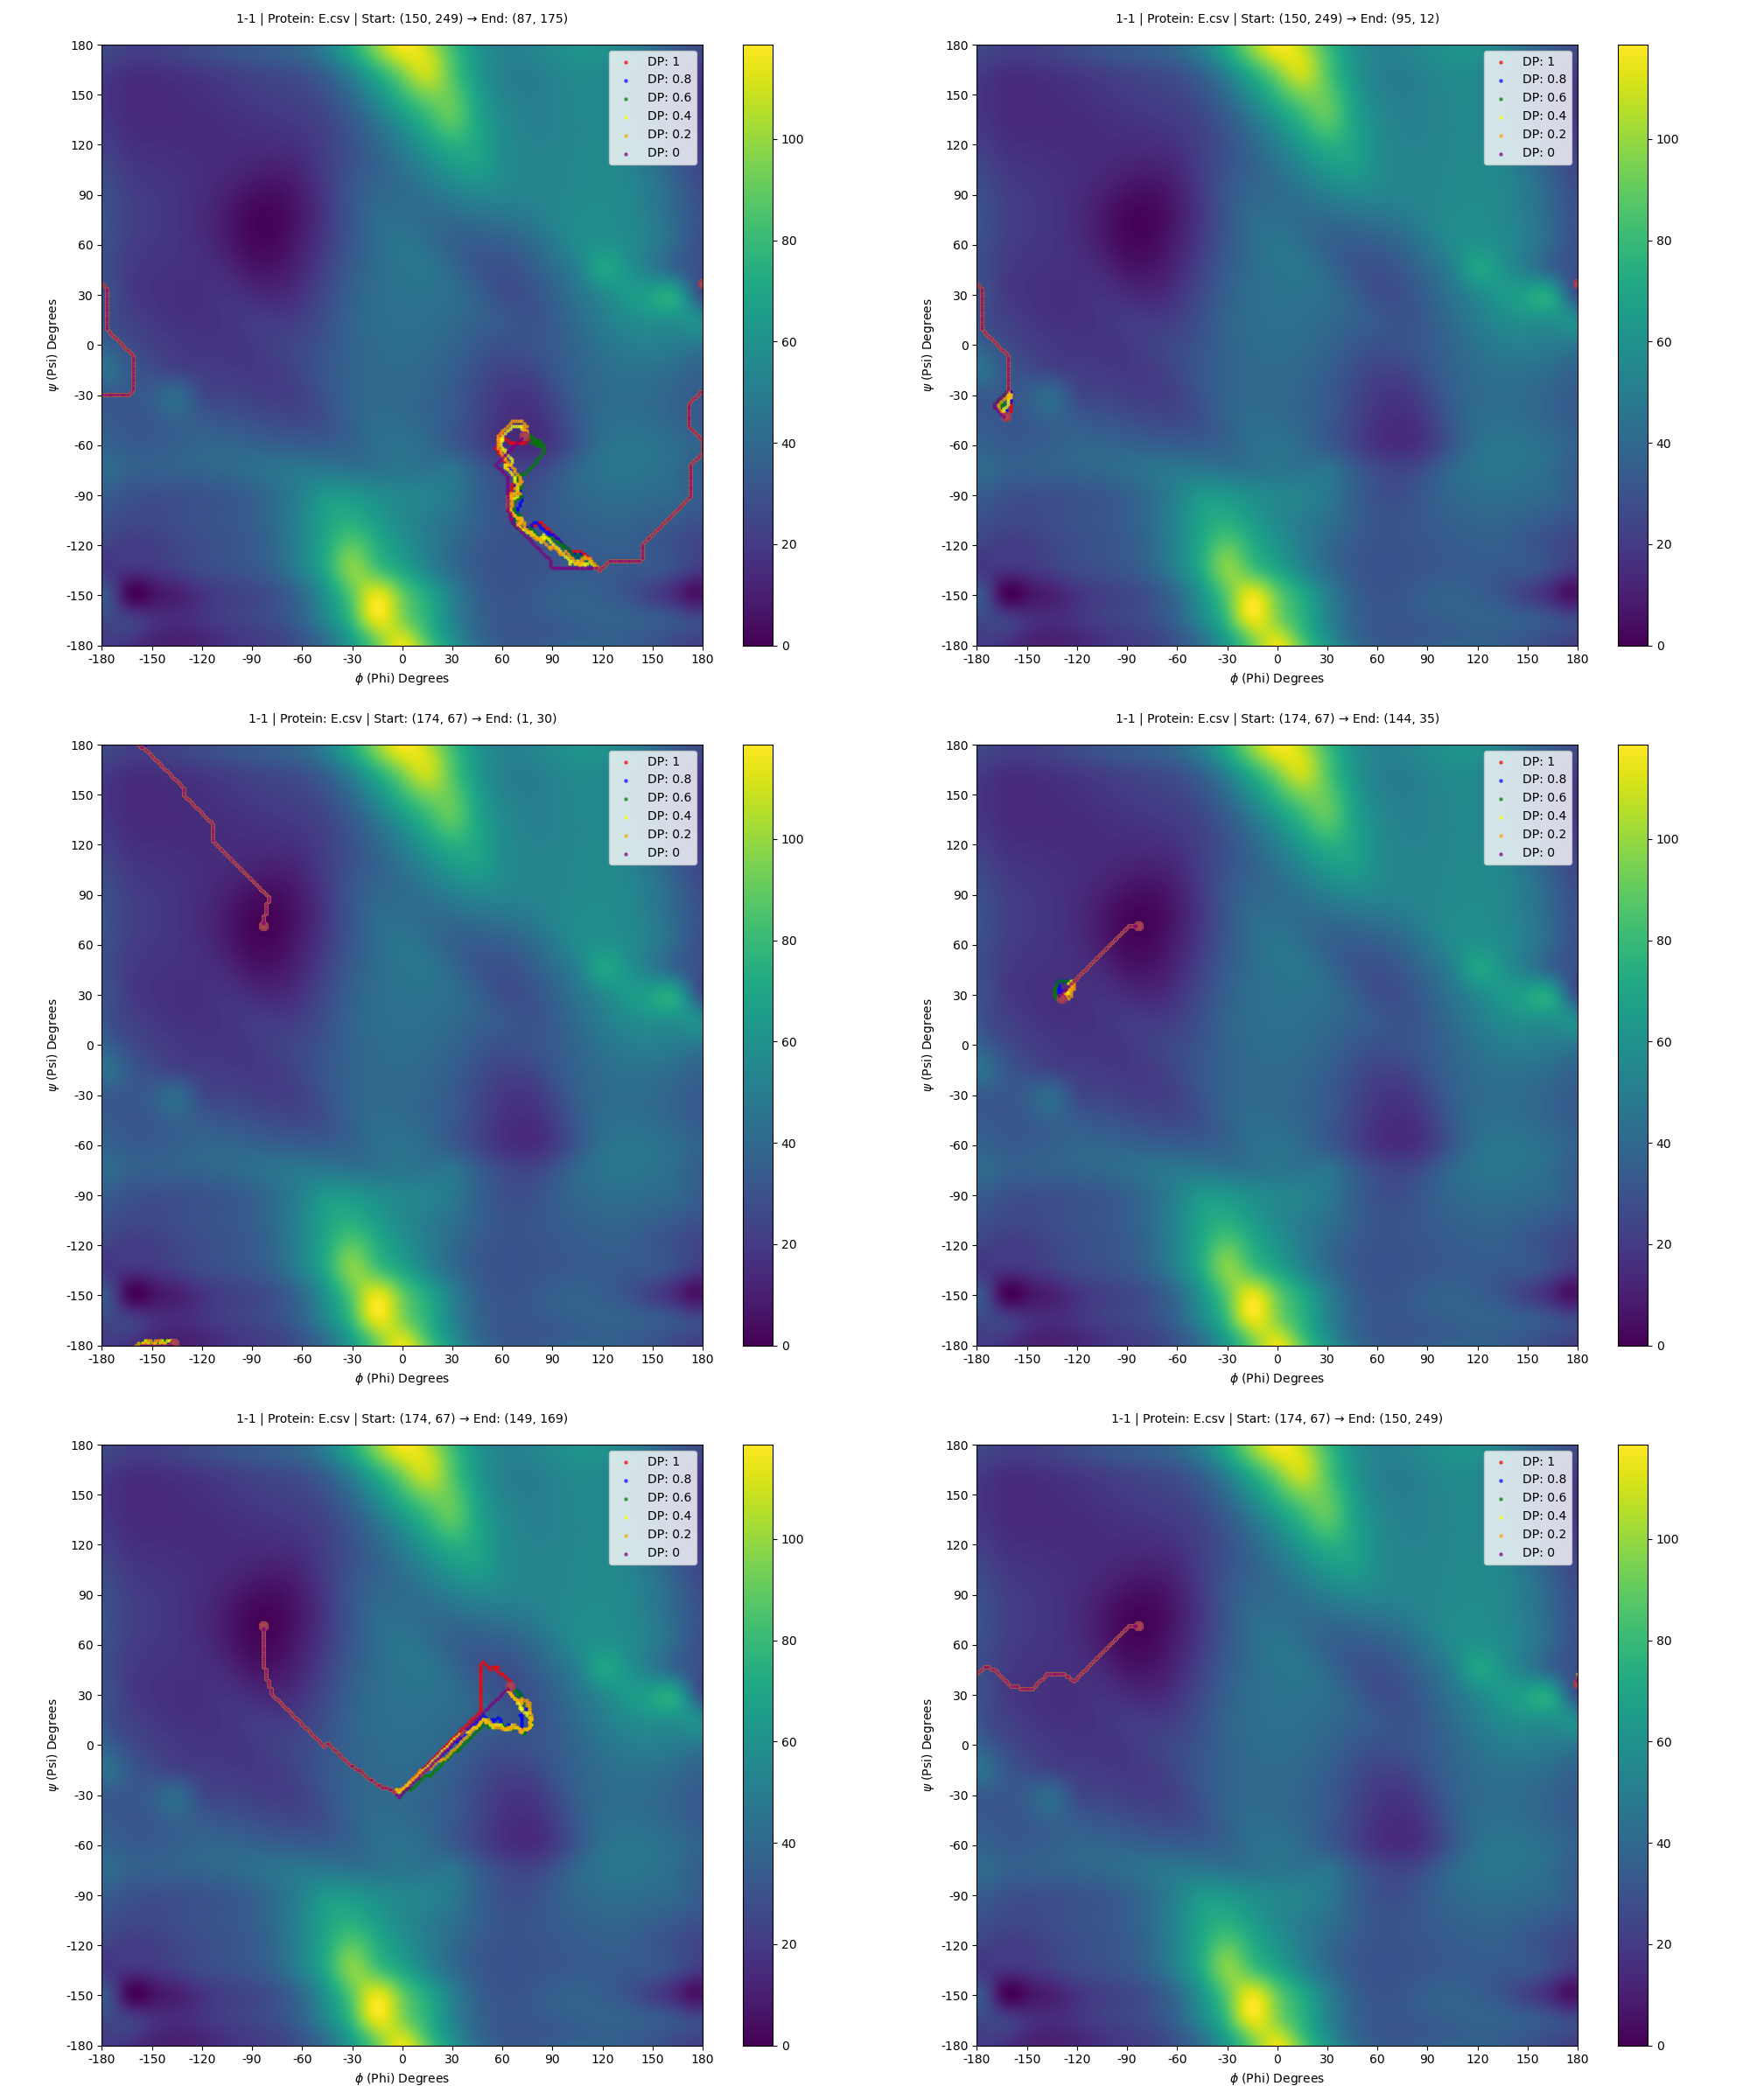 1-1 | Protein: E.csv | Start: (150, 249) → End: (87, 175)
180
150
120
90
60
30
0
-30
-60
-90
-120
-150
-180
ψ (Psi) Degrees
-180 -150 -120 -90 -60 -30 0 30 60 90 120 150 180
ϕ (Phi) Degrees
DP: 1
DP: 0.8
DP: 0.6
DP: 0.4
DP: 0.2
DP: 0
100
80
60
40
20
0
1-1 | Protein: E.csv | Start: (150, 249) → End: (95, 12)
180
150
120
90
60
30
0
-30
-60
-90
-120
-150
-180
ψ (Psi) Degrees
-180 -150 -120 -90 -60 -30 0 30 60 90 120 150 180
ϕ (Phi) Degrees
DP: 1
DP: 0.8
DP: 0.6
DP: 0.4
DP: 0.2
DP: 0
100
80
60
40
20
0
1-1 | Protein: E.csv | Start: (174, 67) → End: (1, 30)
180
150
120
90
60
30
0
-30
-60
-90
-120
-150
-180
ψ (Psi) Degrees
-180 -150 -120 -90 -60 -30 0 30 60 90 120 150 180
ϕ (Phi) Degrees
DP: 1
DP: 0.8
DP: 0.6
DP: 0.4
DP: 0.2
DP: 0
100
80
60
40
20
0
1-1 | Protein: E.csv | Start: (174, 67) → End: (144, 35)
180
150
120
90
60
30
0
-30
-60
-90
-120
-150
-180
ψ (Psi) Degrees
-180 -150 -120 -90 -60 -30 0 30 60 90 120 150 180
ϕ (Phi) Degrees
DP: 1
DP: 0.8
DP: 0.6
DP: 0.4
DP: 0.2
DP: 0
100
80
60
40
20
0
1-1 | Protein: E.csv | Start: (174, 67) → End: (149, 169)
180
150
120
90
60
30
0
-30
-60
-90
-120
-150
-180
ψ (Psi) Degrees
-180 -150 -120 -90 -60 -30 0 30 60 90 120 150 180
ϕ (Phi) Degrees
DP: 1
DP: 0.8
DP: 0.6
DP: 0.4
DP: 0.2
DP: 0
100
80
60
40
20
0
1-1 | Protein: E.csv | Start: (174, 67) → End: (150, 249)
180
150
120
90
60
30
0
-30
-60
-90
-120
-150
-180
ψ (Psi) Degrees
-180 -150 -120 -90 -60 -30 0 30 60 90 120 150 180
ϕ (Phi) Degrees
DP: 1
DP: 0.8
DP: 0.6
DP: 0.4
DP: 0.2
DP: 0
100
80
60
40
20
0